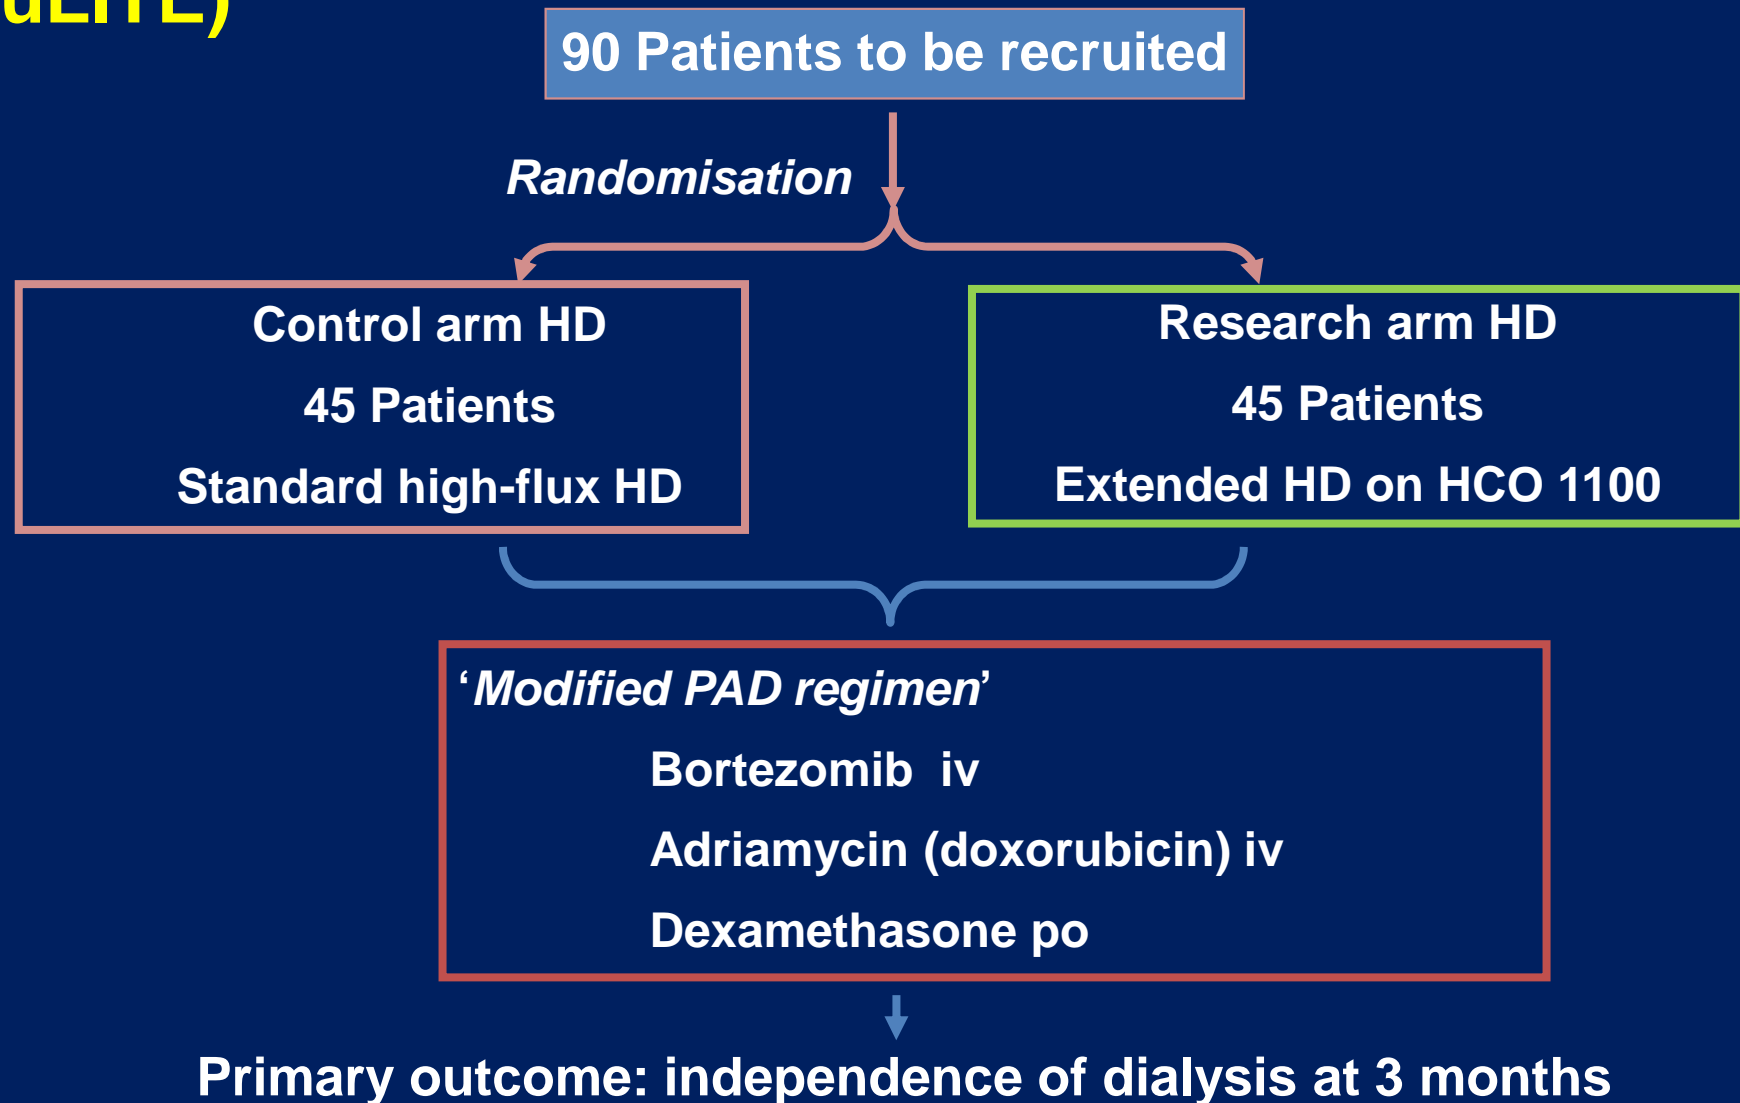 uLITE)
90 Patients to be recruited
Randomisation
Control arm HD
45 Patients
Standard high-flux HD
Research arm HD
45 Patients
Extended HD on HCO 1100
‘Modified PAD regimen’
Bortezomib iv
Adriamycin (doxorubicin) iv
Dexamethasone po
Primary outcome: independence of dialysis at 3 months